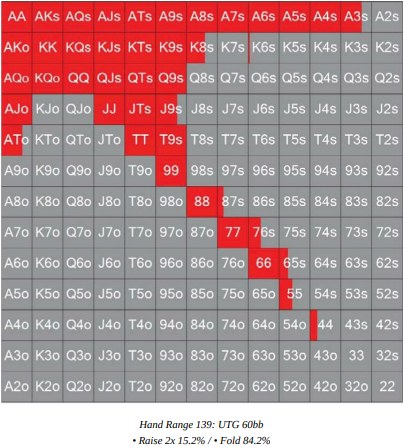 AA AKs AQs AJs ATs A9s A8s A7s A6s A5s A4s A3s A2s
AKo KK KQs KJs KTs K9s K8s K7s K6s K5s K4s K3s K2s
AQo KQo QQ QJs QTs Q9s Q8s Q7s Q6s Q5s Q4s Q3s Q2s
AJo KJo QJo JJ JTs J9s J8s J7s J6s J5s J4s J3s J2s
ATo KTo QTo JTo TT T9s T8s T7s T6s T5s T4s T3s T2s
A9o K9o Q9o J9o T9o 99 98s 97s 96s 95s 94s 93s 92s
A8o K8o Q8o J8o T8o 98o 88 87s 86s 85s 84s 83s 82s
A7o K7o Q7o J7o T7o 97o 87o 77 76s 75s 74s 73s 72s
A6o K6o Q6o J6o T6o 96o 86o 76o 66 65s 64s 63s 62s
A5o K5o Q5o J5o T5o 95o 85o 75o 65o 55 54s 53s 52s
A4o K4o Q4o J4o T4o 94o 84o 74o 64o 54o 44 43s 42s
A3o K3o Q3o J3o T3o 93o 83o 73o 63o 53o 43o 33 32s
A2o K2o Q2o J2o T2o 92o 82o 72o 62o 52o 42o 32o 22
Hand Range 139: UTG 60bb
• Raise 2x 15.2% / • Fold 84.2%